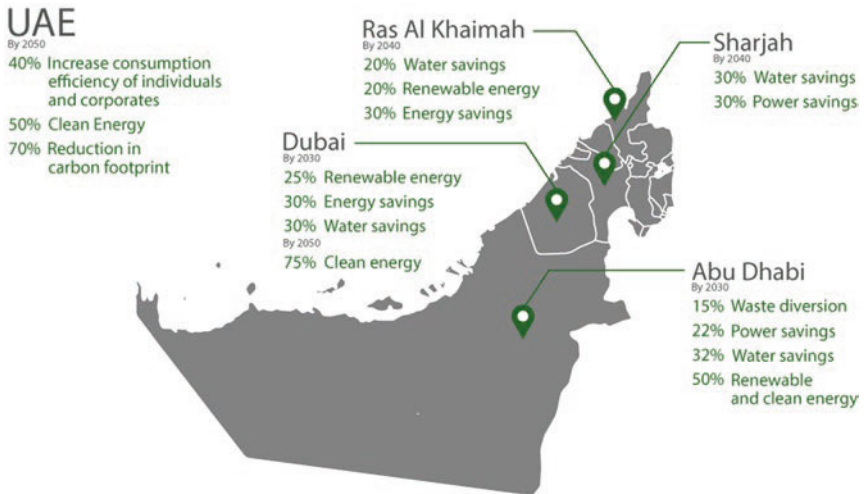 UAE
By 2050
40% Increase consumption
efficiency of individuals
and corporates
50% Clean Energy
70% Reduction in
carbon footprint
Ras Al Khaimah
By 2040
20% Water savings
20% Renewable energy
30% Energy savings
Sharjah
By 2040
30% Water savings
30% Power savings
Dubai
By 2030
25% Renewable energy
30% Energy savings
30% Water savings
By 2050
75% Clean energy
Abu Dhabi
By 2030
15% Waste diversion
22% Power savings
32% Water savings
50% Renewable
and clean energy